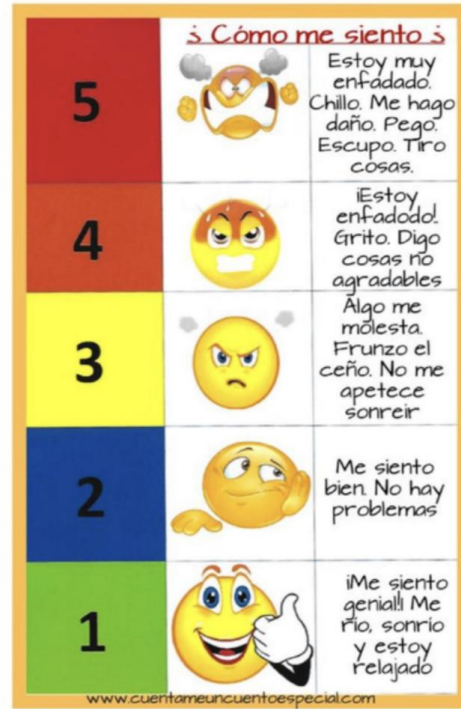 ¿ Cómo me siento ¿
5
Estoy muy
enfadado.
Chillo. Me hago
daño. Pego.
Escupo. Tiro
cosas.
4
¡Estoy
enfadodo!
Grito. Digo
cosas no
agradables
3
Algo me
molesta.
Frunzo el
ceño. No me
apetece
sonreir
2
Me siento
bien. No hay
problemas
1
¡Me siento
genial!¡ Me
río, sonrio
y estoy
relajado
www.cuentameuncuentoespecial.com